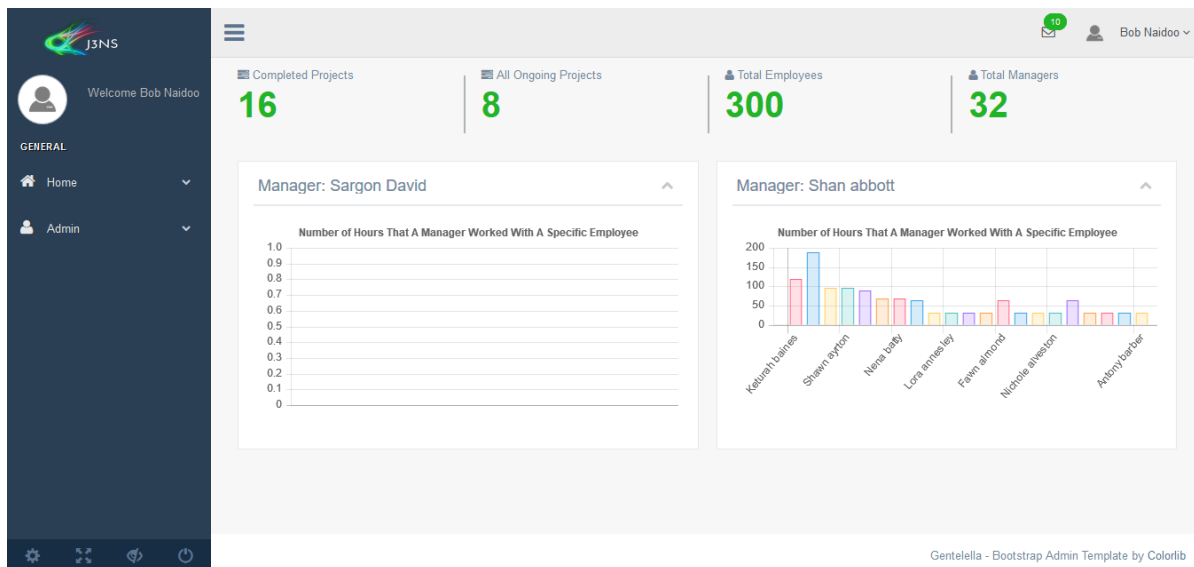 J3NS
Welcome Bob Naidoo
GENERAL
Home
Admin
10
Bob Naidoo
Completed Projects
16
All Ongoing Projects
8
Total Employees
300
Total Managers
32
Manager: Sargon David
Number of Hours That A Manager Worked With A Specific Employee
1.0
0.9
0.8
0.7
0.6
0.5
0.4
0.3
0.2
0.1
0
Manager: Shan abbott
Number of Hours That A Manager Worked With A Specific Employee
200
150
100
50
0
Keturah baines
Shawn ayrton
Nena batty
Lora annesley
Fawn almond
Nichole alveston
Antony barber
Gentelella - Bootstrap Admin Template by Colorlib